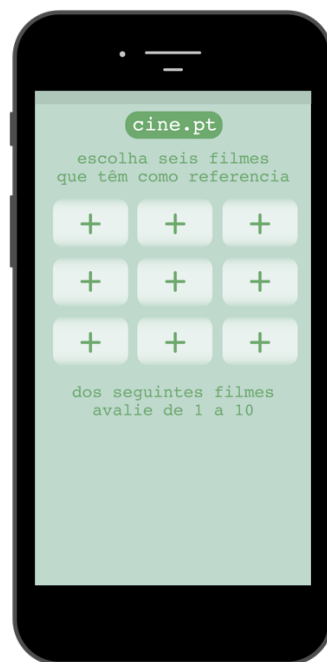 cine.pt
escolha seis filmes
que têm como referencia
+ + +
+ + +
+ + +
dos seguintes filmes
avalie de 1 a 10